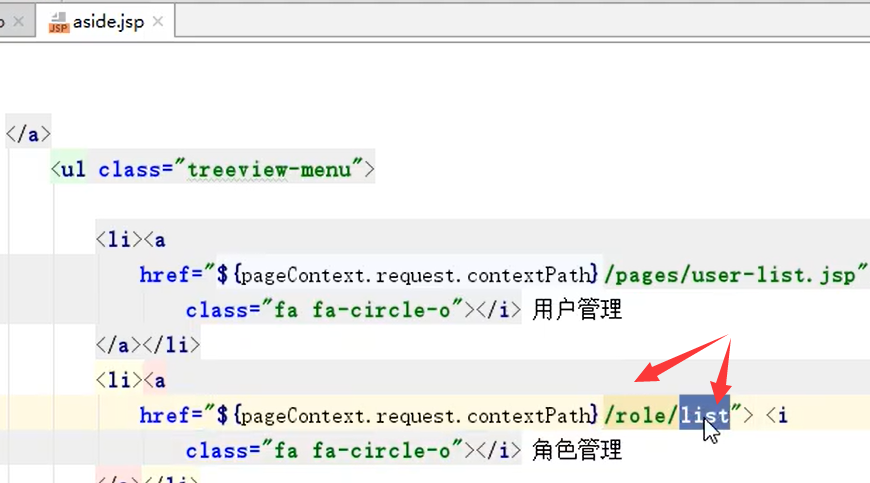 aside.jsp
</a>
<ul class="treeview-menu">
<li><a
href="${pageContext.request.contextPath}/pages/user-list.jsp"
class="fa fa-circle-o"></i> 用户管理
</a></li>
<li><a
href="${pageContext.request.contextPath}/role/list"> <i
class="fa fa-circle-o"></i> 角色管理
</a></li>